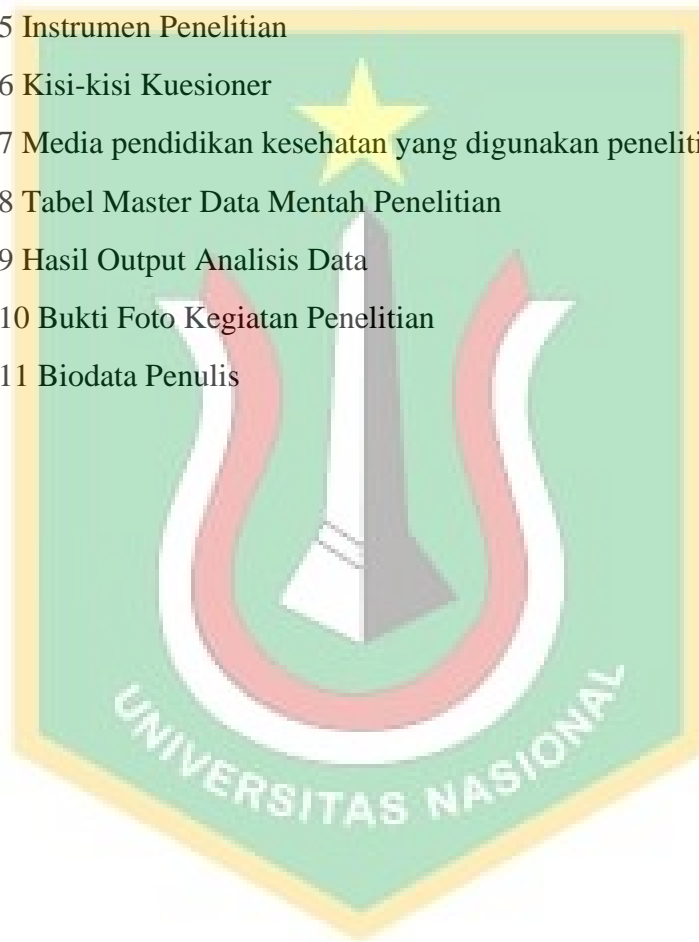 5 Instrumen Penelitian
6 Kisi-kisi Kuesioner
7 Media pendidikan kesehatan yang digunakan peneliti
8 Tabel Master Data Mentah Penelitian
9 Hasil Output Analisis Data
10 Bukti Foto Kegiatan Penelitian
11 Biodata Penulis
UNIVERSITAS NASIONAL